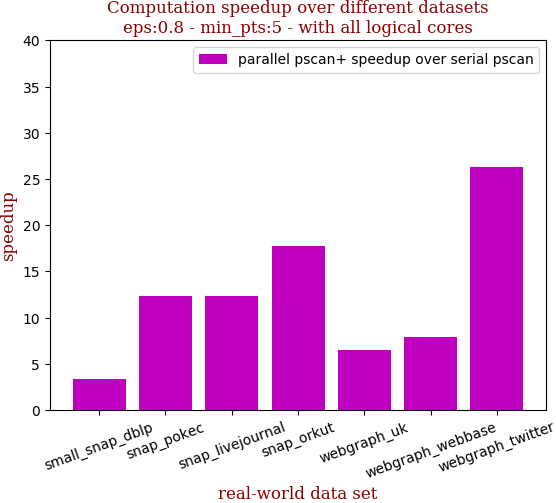 Computation speedup over different datasets
eps:0.8 - min_pts:5 - with all logical cores
parallel pscan+ speedup over serial pscan
40
35
30
25
20
15
10
5
0
speedup
small_snap_dblp
snap_pokec
snap_livejournal
snap_orkut
webgraph_uk
webgraph_webbase
webgraph_twitter
real-world data set